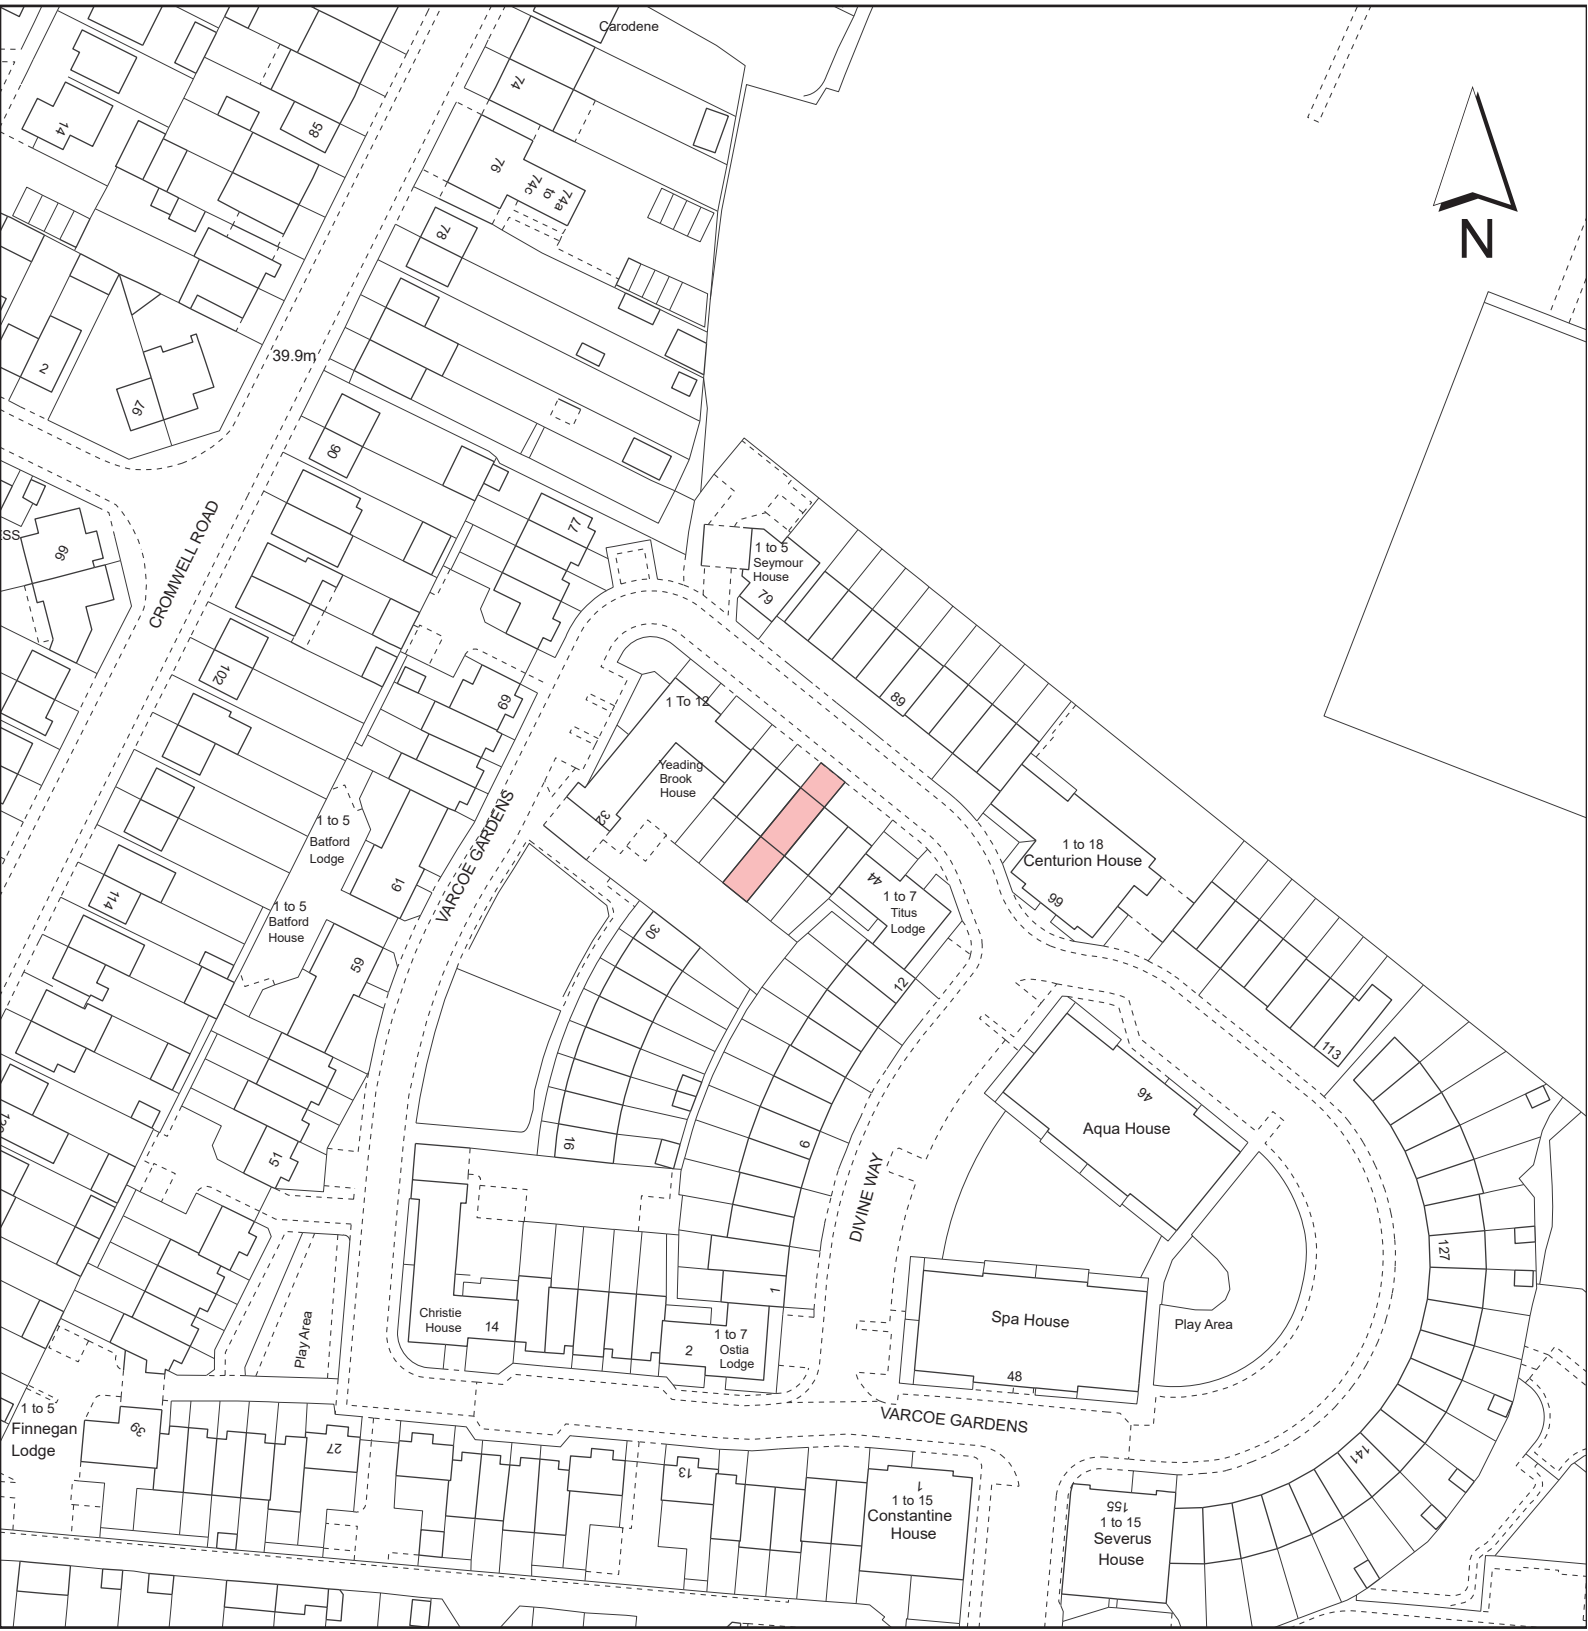 Carodene
74
14
85
76
74a
to
74c
78
N
2
39.9m
97
90
77
CROMWELL ROAD
ESS
99
1 to 5
Seymour
House
79
102
69
1 To 12
89
Yeading
Brook
House
32
1 to 5
Batford
Lodge
VARCOE GARDENS
61
44
1 to 7
Titus
Lodge
1 to 18
Centurion House
99
114
1 to 5
Batford
House
30
59
12
113
46
Aqua House
51
16
6
DIVINE WAY
127
Christie
House
14
Play Area
1
2
1 to 7
Ostia
Lodge
Spa House
48
Play Area
1 to 5
Finnegan
Lodge
39
27
VARCOE GARDENS
13
141
1
1 to 15
Constantine
House
155
1 to 15
Severus
House